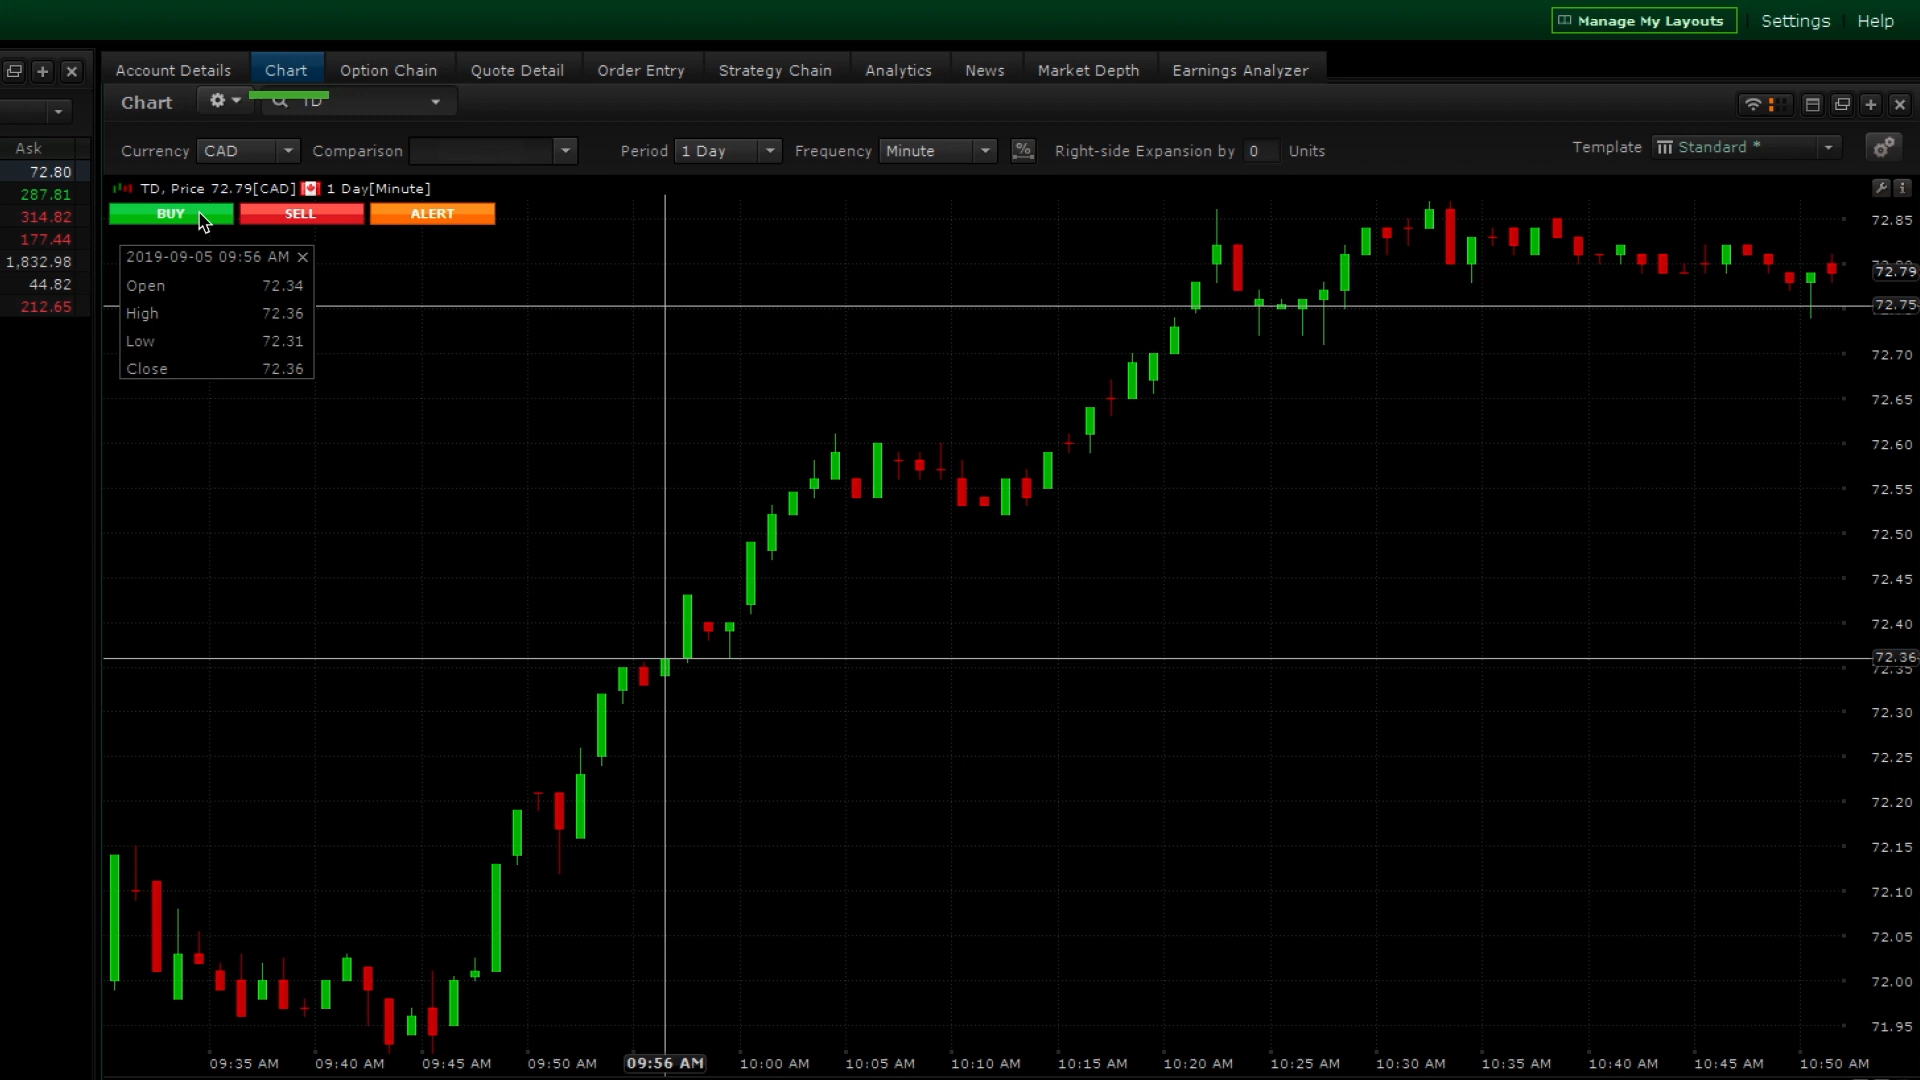 Manage My Layouts Settings Help
Account Details Chart Option Chain Quote Detail Order Entry Strategy Chain Analytics News Market Depth Earnings Analyzer
Chart TD
Currency CAD Comparison Period 1 Day Frequency Minute % Right-side Expansion by 0 Units Template Standard *
Ask
72.80
287.81
314.82
177.44
1,832.98
44.82
212.65
TD, Price 72.79[CAD] 1 Day[Minute]
BUY SELL ALERT
2019-09-05 09:56 AM
Open 72.34
High 72.36
Low 72.31
Close 72.36
72.85
72.79
72.75
72.70
72.65
72.60
72.55
72.50
72.45
72.40
72.36
72.35
72.30
72.25
72.20
72.15
72.10
72.05
72.00
71.95
09:35 AM 09:40 AM 09:45 AM 09:50 AM 09:56 AM 10:00 AM 10:05 AM 10:10 AM 10:15 AM 10:20 AM 10:25 AM 10:30 AM 10:35 AM 10:40 AM 10:45 AM 10:50 AM